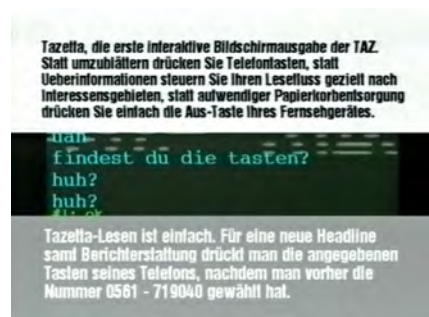 Tazetta, die erste interaktive Bildschirmausgabe der TAZ.
Statt umzublättern drücken Sie Telefontasten, statt
Ueberinformationen steuern Sie Ihren Lesefluss gezielt nach
Interessensgebieten, statt aufwendiger Papierkorbentsorgung
drücken Sie einfach die Aus-Taste Ihres Fernsehgerätes.
findest du die tasten?
huh?
huh?
Tazetta-Lesen ist einfach. Für eine neue Headline
samt Berichterstattung drückt man die angegebenen
Tasten seines Telefons, nachdem man vorher die
Nummer 0561 - 719040 gewählt hat.